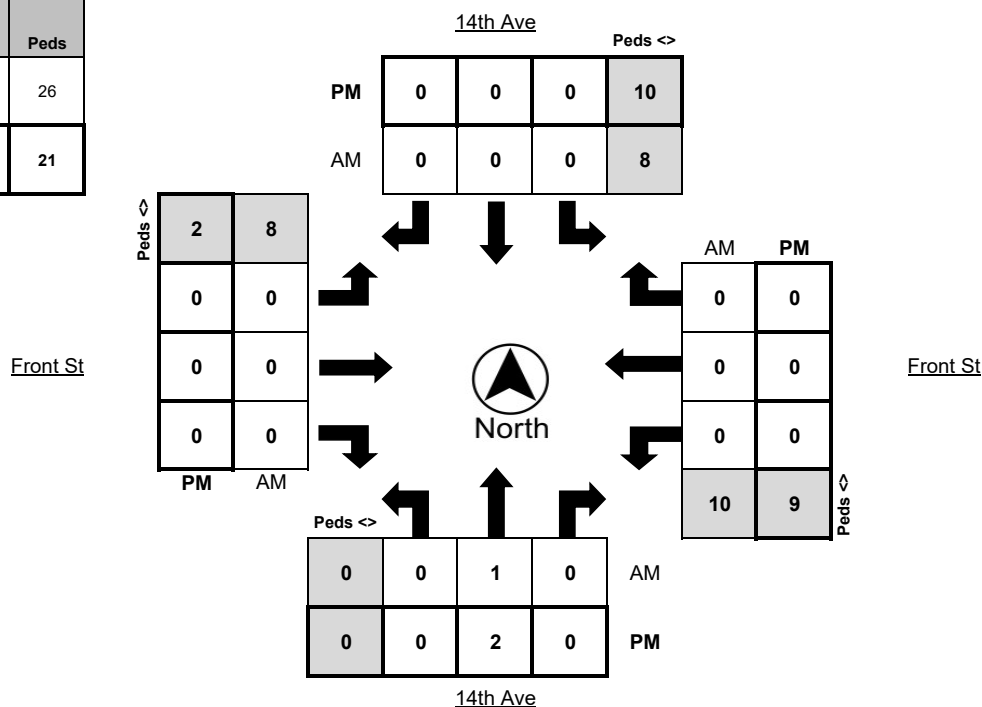 Peds
26
21
14th Ave
Peds <>
PM 0 0 0 10
AM 0 0 0 8
Peds <>
2 8
0 0
0 0
0 0
PM AM
Front St
AM PM
0 0
0 0
0 0
10 9
Peds <>
Front St
North
Peds <>
0 0 1 0 AM
0 0 2 0 PM
14th Ave